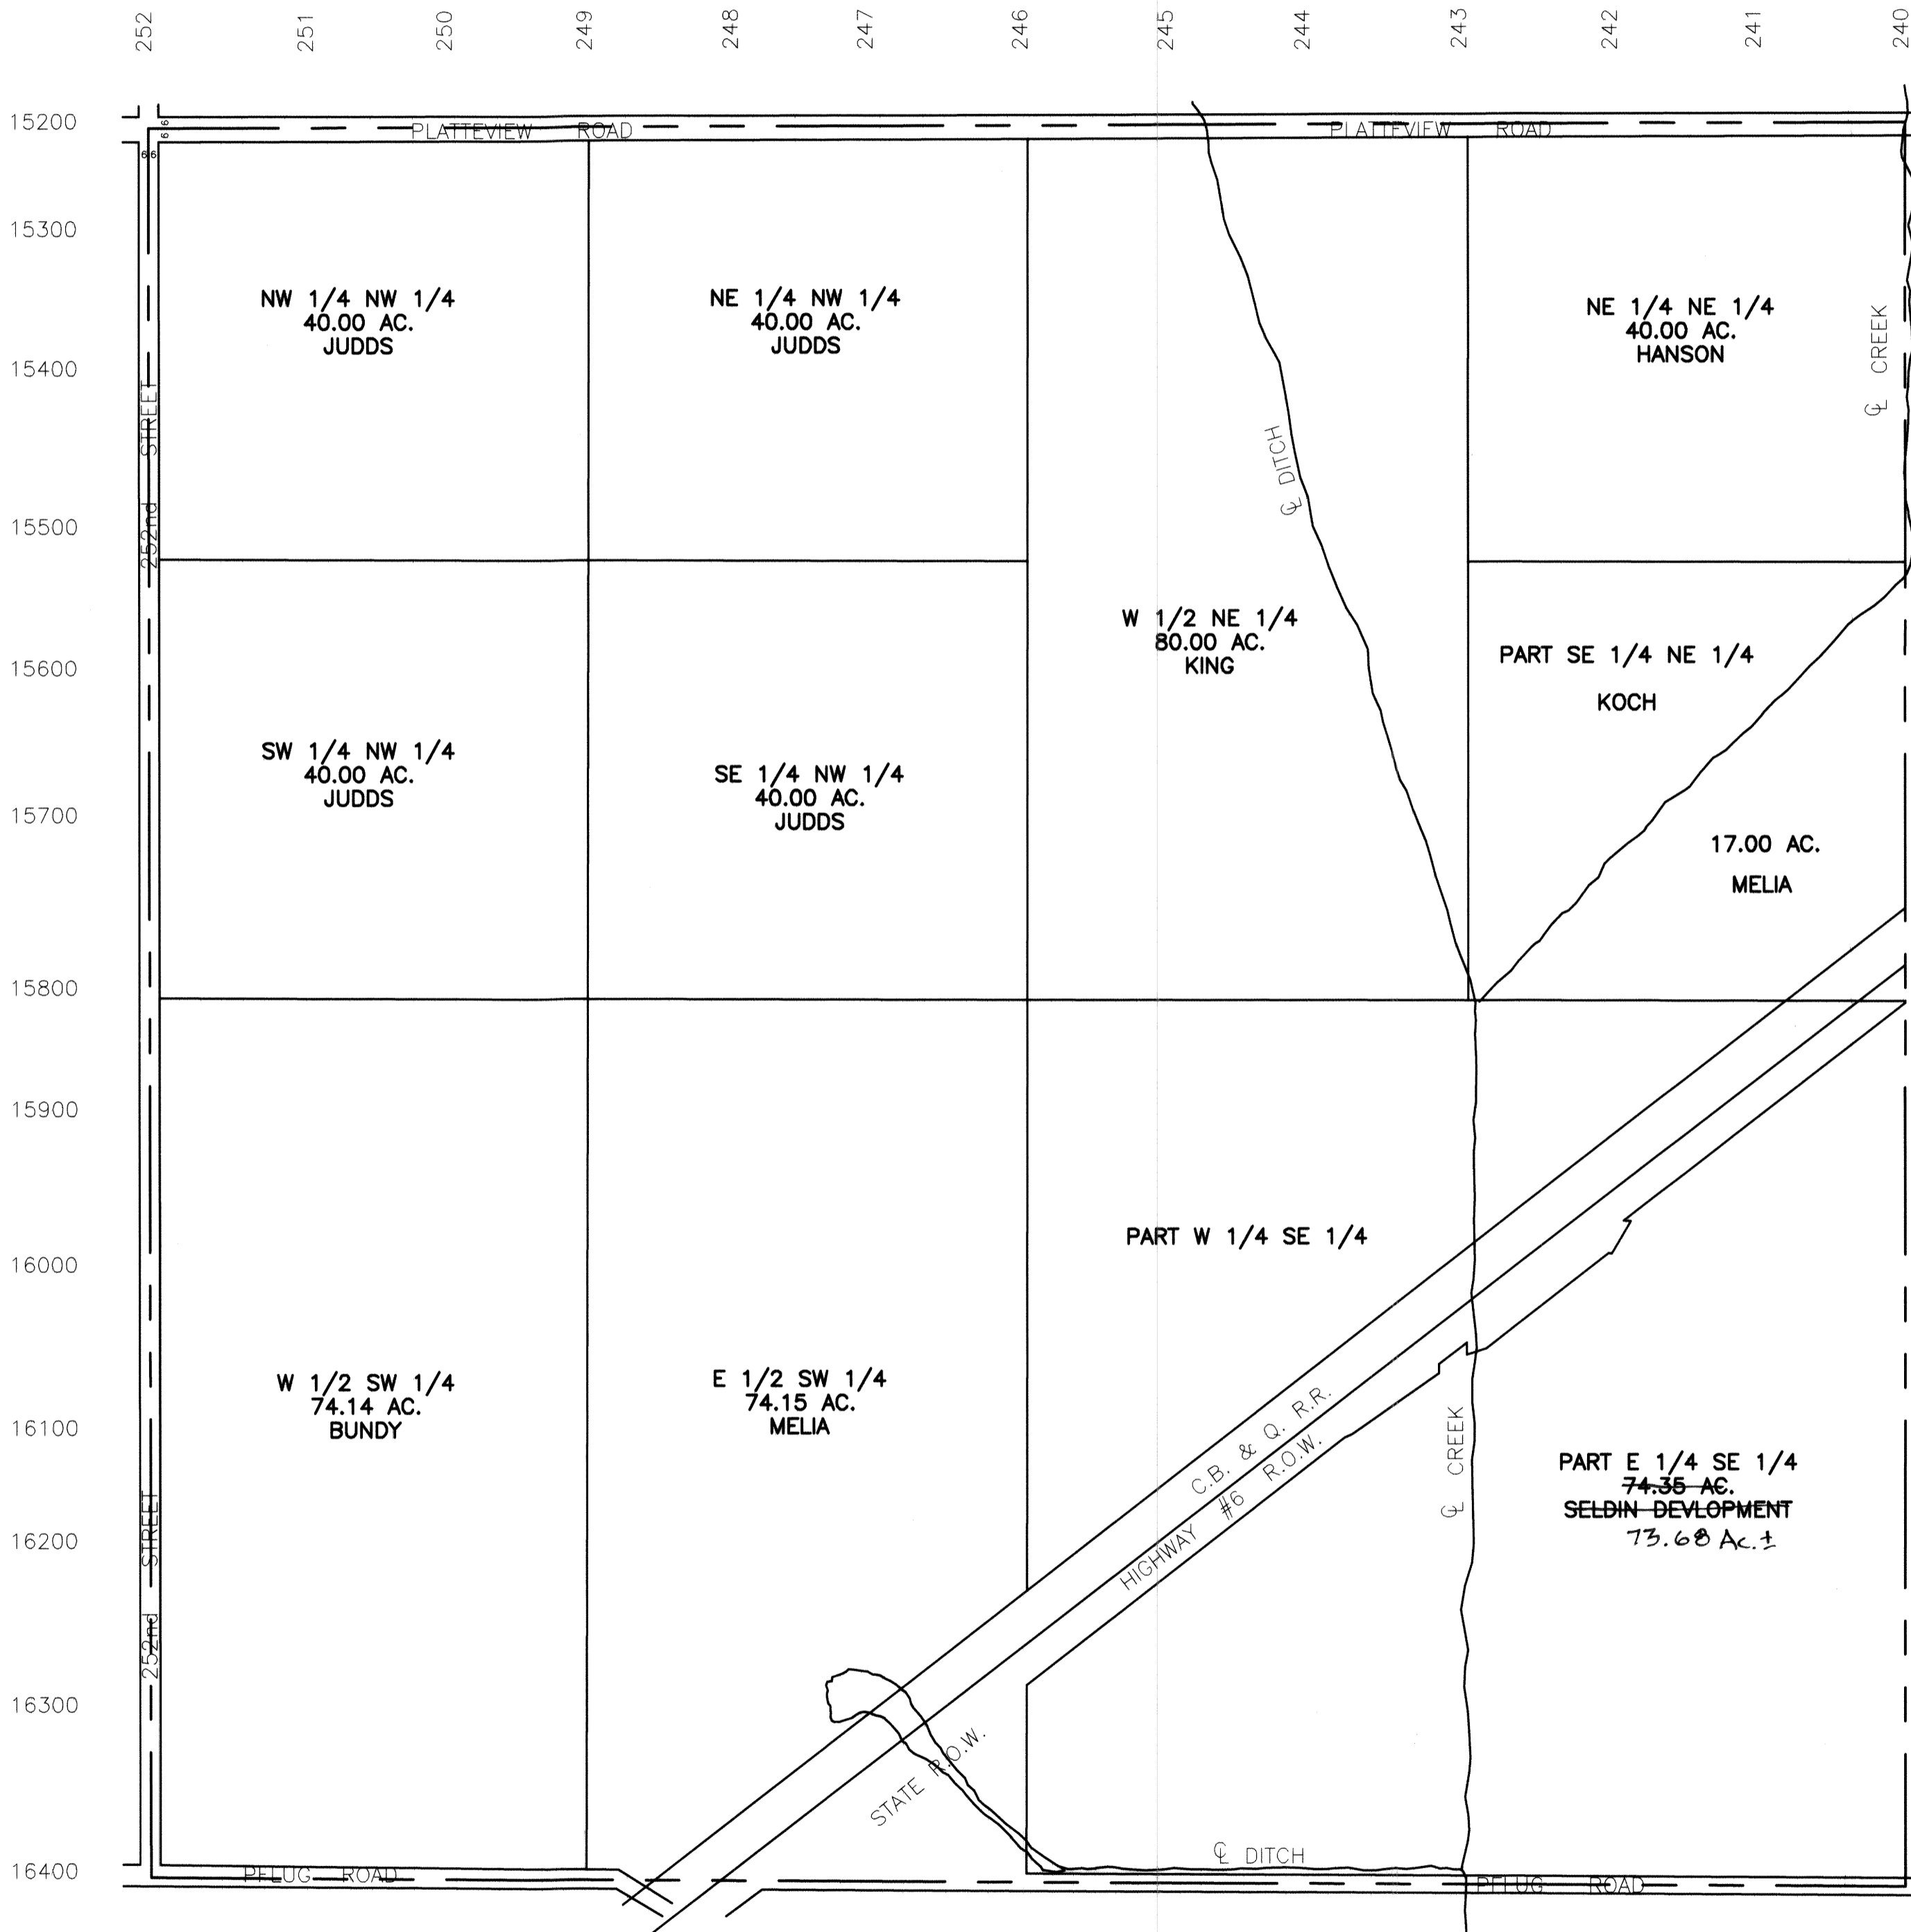 252 251 250 249 248 247 246 245 244 243 242 241 240
15200
15300
15400
15500
15600
15700
15800
15900
16000
16100
16200
16300
16400
PLATTEVIEW ROAD
PLATTEVIEW ROAD
66
66
252nd STREET
NW 1/4 NW 1/4
40.00 AC.
JUDDS
NE 1/4 NW 1/4
40.00 AC.
JUDDS
NE 1/4 NE 1/4
40.00 AC.
HANSON
℄ CREEK
℄ DITCH
W 1/2 NE 1/4
80.00 AC.
KING
PART SE 1/4 NE 1/4
KOCH
SW 1/4 NW 1/4
40.00 AC.
JUDDS
SE 1/4 NW 1/4
40.00 AC.
JUDDS
17.00 AC.
MELIA
PART W 1/4 SE 1/4
W 1/2 SW 1/4
74.14 AC.
BUNDY
E 1/2 SW 1/4
74.15 AC.
MELIA
C.B. & Q. R.R.
HIGHWAY #6 R.O.W.
℄ CREEK
PART E 1/4 SE 1/4
74.35 AC.
SELDIN DEVLOPMENT
73.68 Ac.±
252nd STREET
STATE R.O.W.
℄ DITCH
PFLUG ROAD
PFLUG ROAD